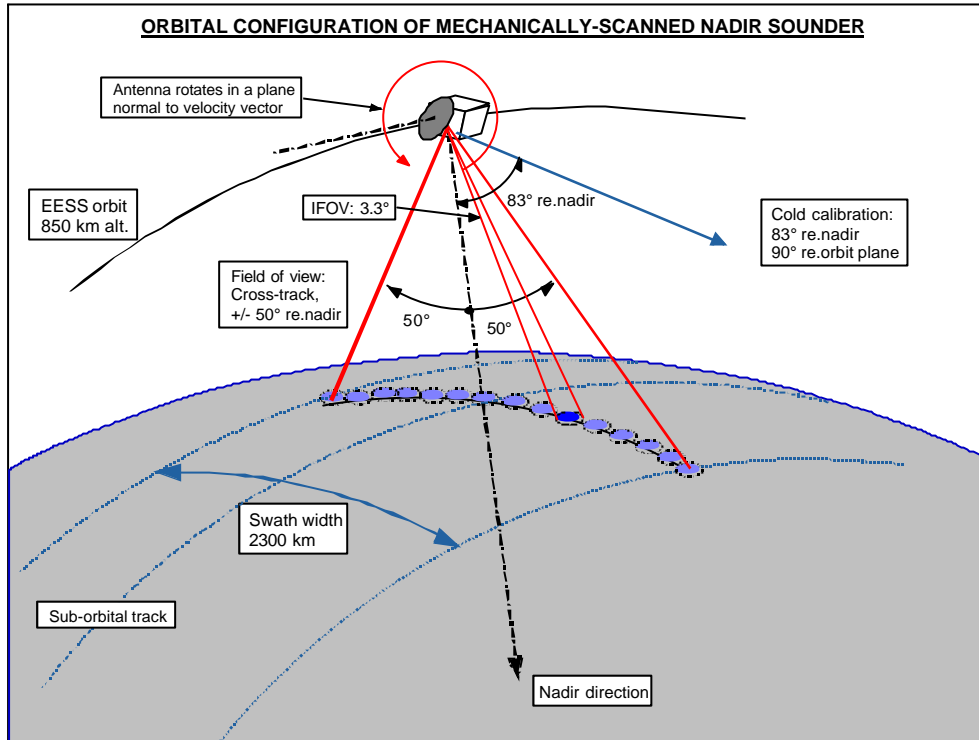 ORBITAL CONFIGURATION OF MECHANICALLY-SCANNED NADIR SOUNDER
Antenna rotates in a plane
normal to velocity vector
EESS orbit
850 km alt.
IFOV: 3.3°
83° re.nadir
Cold calibration:
83° re.nadir
90° re.orbit plane
Field of view:
Cross-track,
+/- 50° re.nadir
50°
50°
Swath width
2300 km
Sub-orbital track
Nadir direction